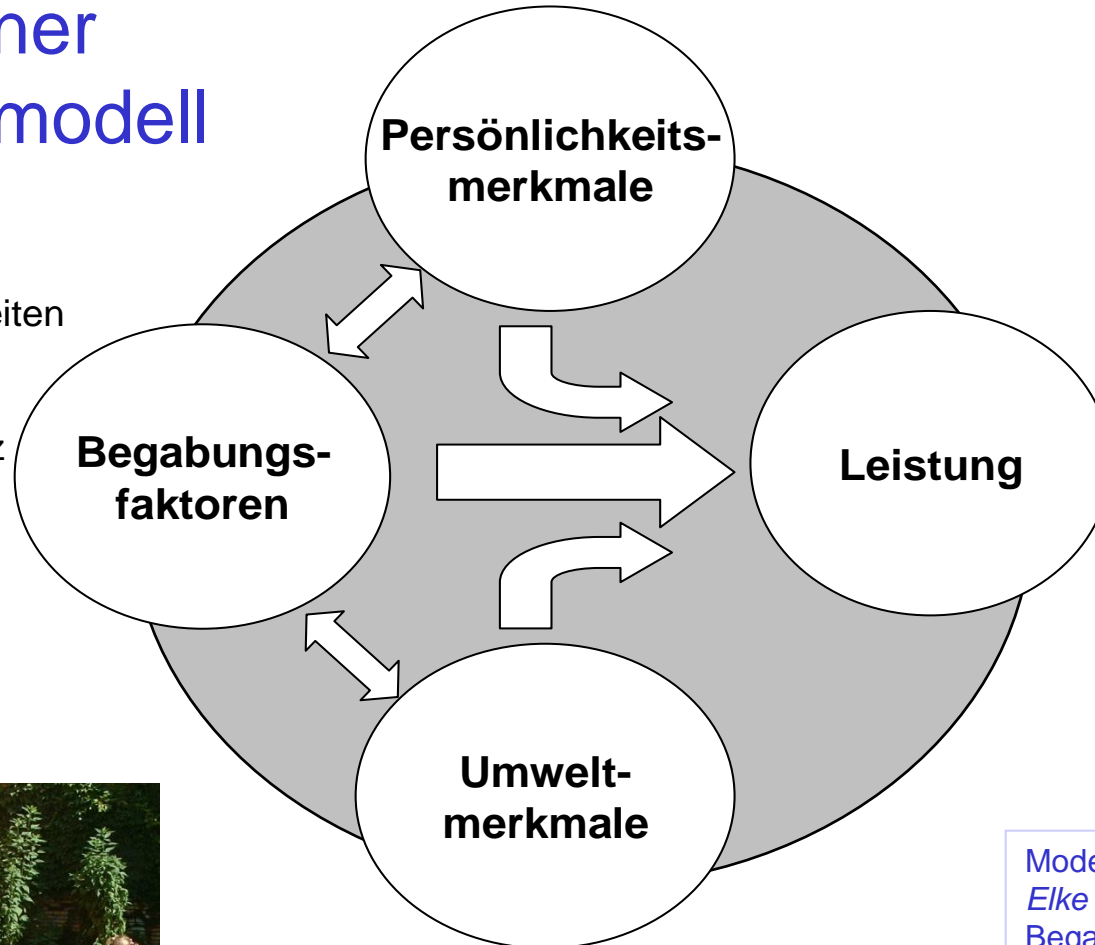 ner
modell
Persönlichkeits-
merkmale
eiten
z
Begabungs-
faktoren
Leistung
Umwelt-
merkmale
Mode
Elke
Bega